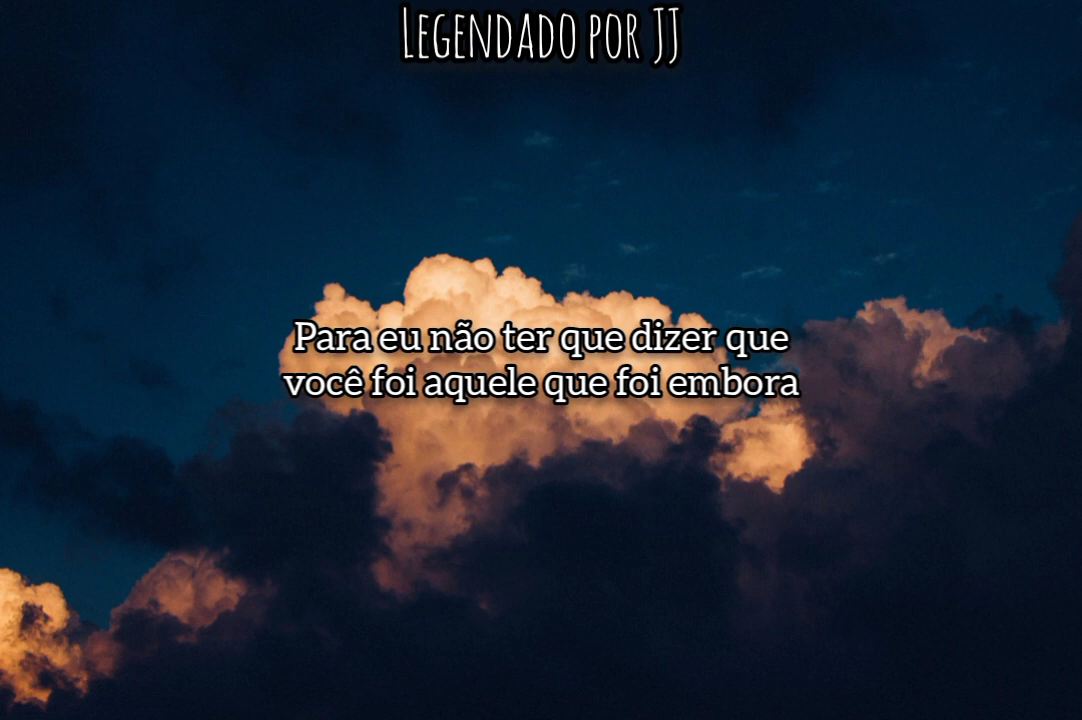 Legendado por JJ
Para eu não ter que dizer que
você foi aquele que foi embora